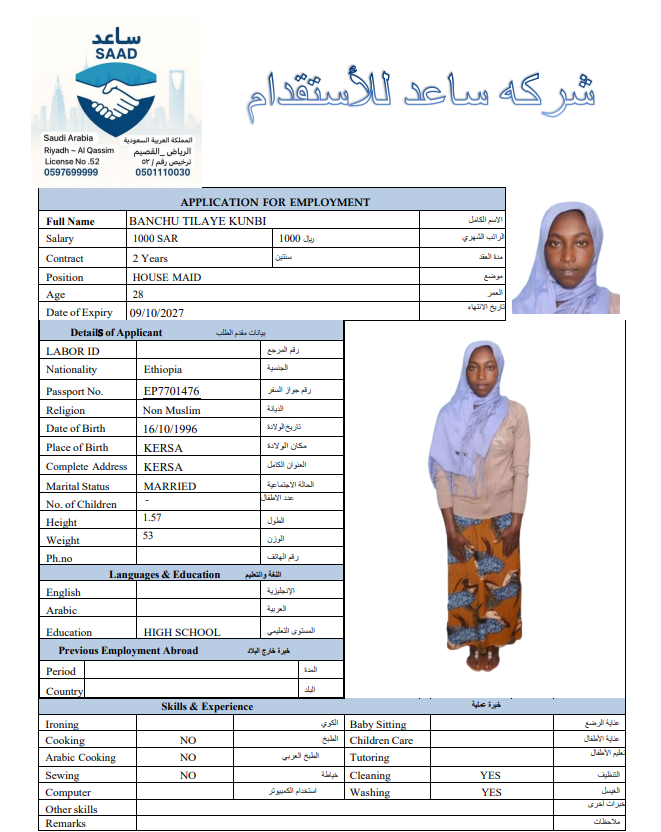 ساعد
SAAD
Saudi Arabia المملكة العربية السعودية
Riyadh ~ Al Qassim الرياض_القصيم
License No .52 ترخيص رقم / ٥٢
0597699999 0501110030
شركه ساعد للأستقدام
APPLICATION FOR EMPLOYMENT
Full Name BANCHU TILAYE KUNBI الاسم الكامل
Salary 1000 SAR 1000 ريال الراتب الشهري
Contract 2 Years سنتين مدة العقد
Position HOUSE MAID موضع
Age 28 العمر
Date of Expiry 09/10/2027 تاريخ الانتهاء
Details of Applicant بيانات مقدم الطلب
LABOR ID رقم المرجع
Nationality Ethiopia الجنسية
Passport No. EP7701476 رقم جواز السفر
Religion Non Muslim الديانة
Date of Birth 16/10/1996 تاريخ الولادة
Place of Birth KERSA مكان الولادة
Complete Address KERSA العنوان الكامل
Marital Status MARRIED الحالة الاجتماعية
No. of Children - عدد الاطفال
Height 1.57 الطول
Weight 53 الوزن
Ph.no رقم الهاتف
Languages & Education اللغة والتعليم
English الإنجليزية
Arabic العربية
Education HIGH SCHOOL المستوى التعليمي
Previous Employment Abroad خبرة خارج البلاد
Period المدة
Country البلد
Skills & Experience خبرة عملية
Ironing الكوي Baby Sitting عناية الرضع
Cooking NO الطبخ Children Care عناية الأطفال
Arabic Cooking NO الطبخ العربي Tutoring تعليم الأطفال
Sewing NO خياطة Cleaning YES التنظيف
Computer استخدام الكمبيوتر Washing YES الغسيل
Other skills خبرات أخرى
Remarks ملاحظات